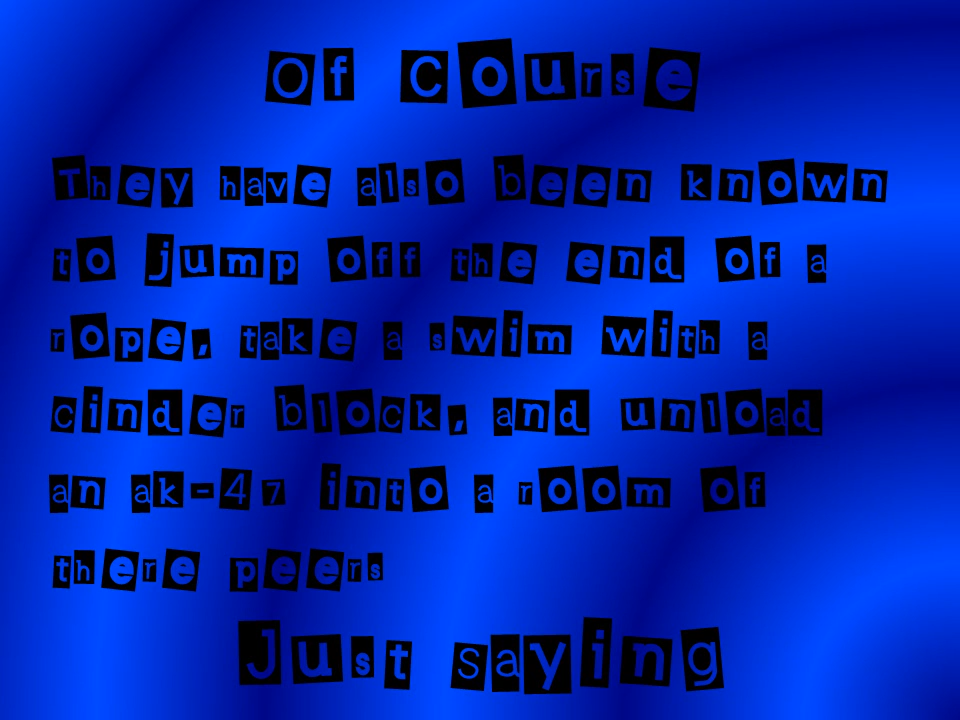 Of Course
They have also been known
to jump off the end of a
rope, take a swim with a
cinder block, and unload
an ak-47 into a room of
there peers
Just saying